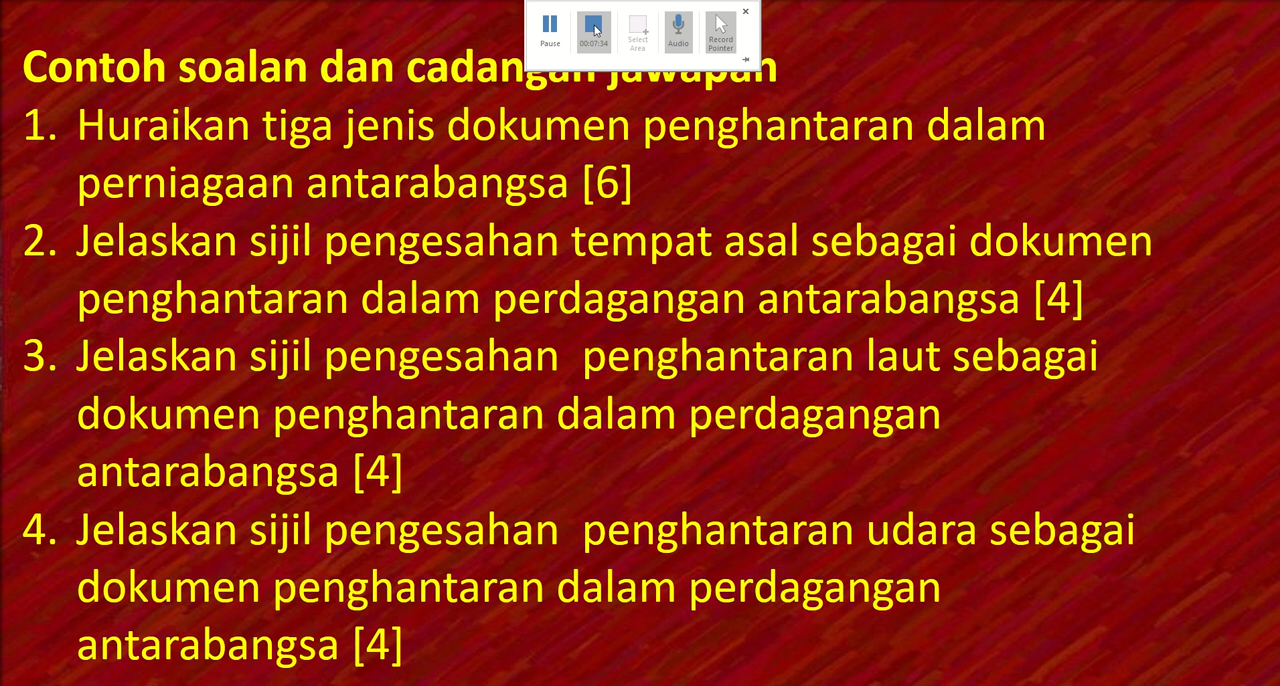 Pause
00:07:34
Select
Area
Audio
Record
Pointer
Contoh soalan dan cadangan jawapan
1. Huraikan tiga jenis dokumen penghantaran dalam
perniagaan antarabangsa [6]
2. Jelaskan sijil pengesahan tempat asal sebagai dokumen
penghantaran dalam perdagangan antarabangsa [4]
3. Jelaskan sijil pengesahan  penghantaran laut sebagai
dokumen penghantaran dalam perdagangan
antarabangsa [4]
4. Jelaskan sijil pengesahan  penghantaran udara sebagai
dokumen penghantaran dalam perdagangan
antarabangsa [4]